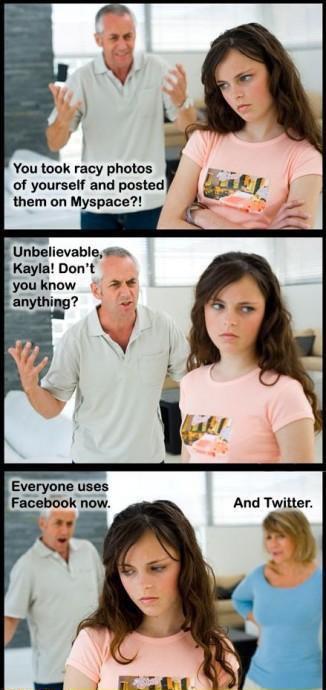 You took racy photos
of yourself and posted
them on Myspace?!
Unbelievable,
Kayla! Don't
you know
anything?
Everyone uses
Facebook now.
And Twitter.